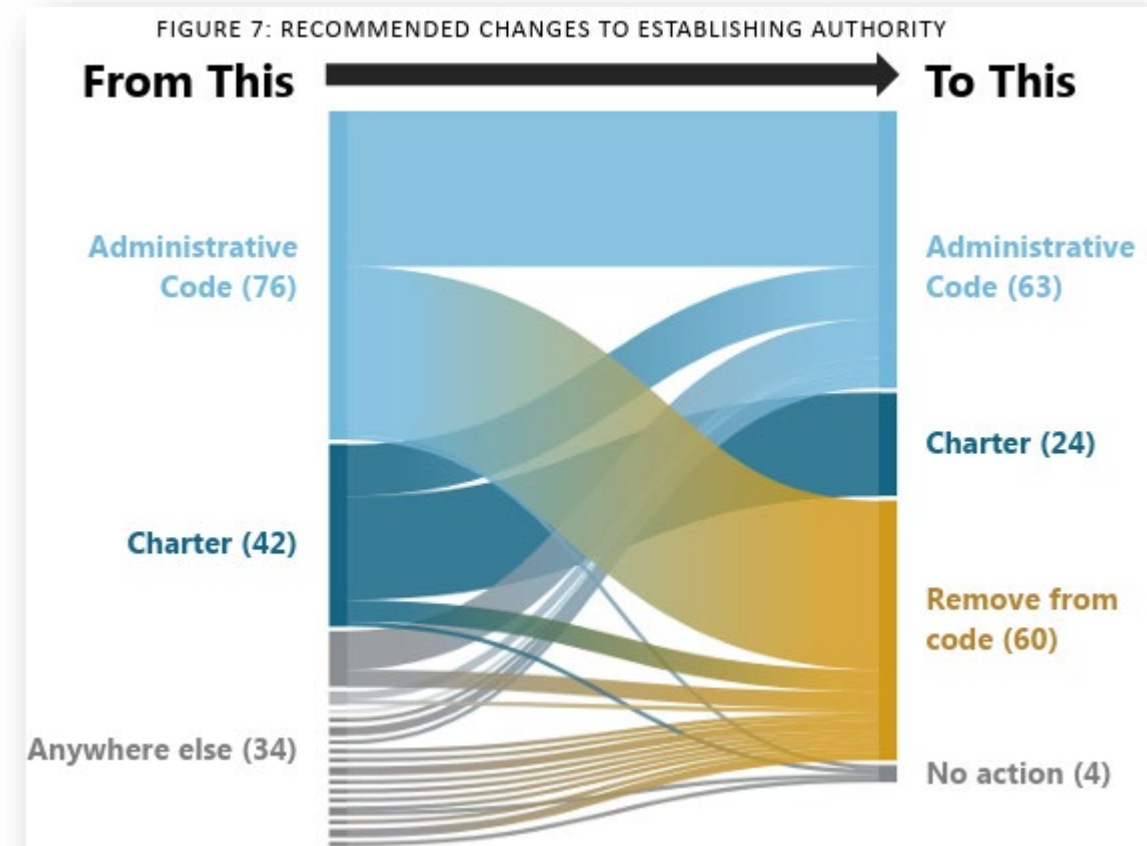 FIGURE 7: RECOMMENDED CHANGES TO ESTABLISHING AUTHORITY
From This
To This
Administrative
Code (76)
Charter (42)
Anywhere else (34)
Administrative
Code (63)
Charter (24)
Remove from
code (60)
No action (4)